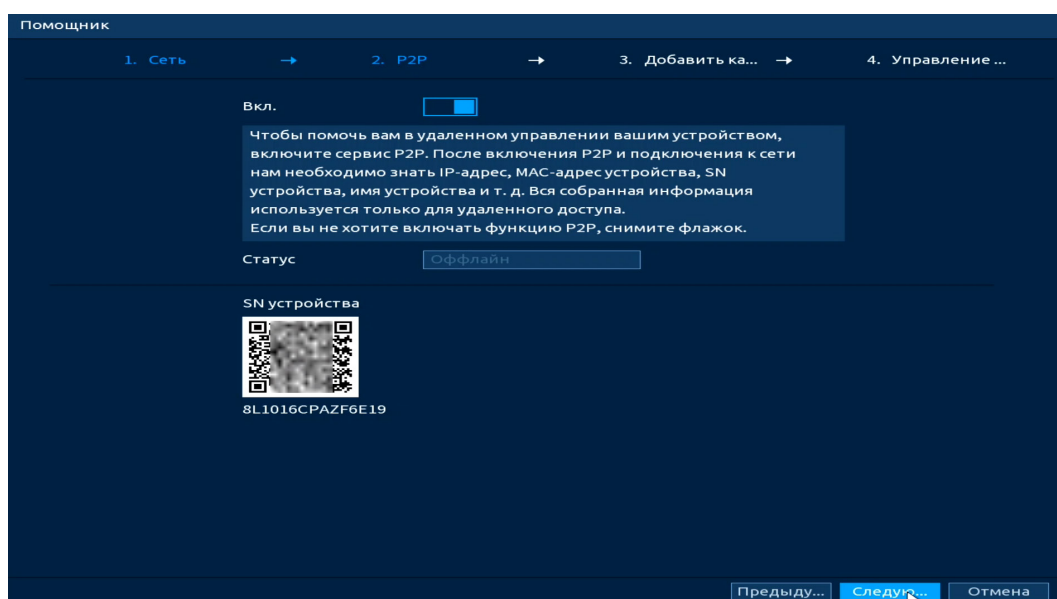 Помощник
1. Сеть → 2. P2P → 3. Добавить ка... → 4. Управление ...
Вкл.
Чтобы помочь вам в удаленном управлении вашим устройством,
включите сервис P2P. После включения P2P и подключения к сети
нам необходимо знать IP-адрес, MAC-адрес устройства, SN
устройства, имя устройства и т. д. Вся собранная информация
используется только для удаленного доступа.
Если вы не хотите включать функцию P2P, снимите флажок.
Статус Оффлайн
SN устройства
8L1016CPAZF6E19
Предыду... Следую... Отмена